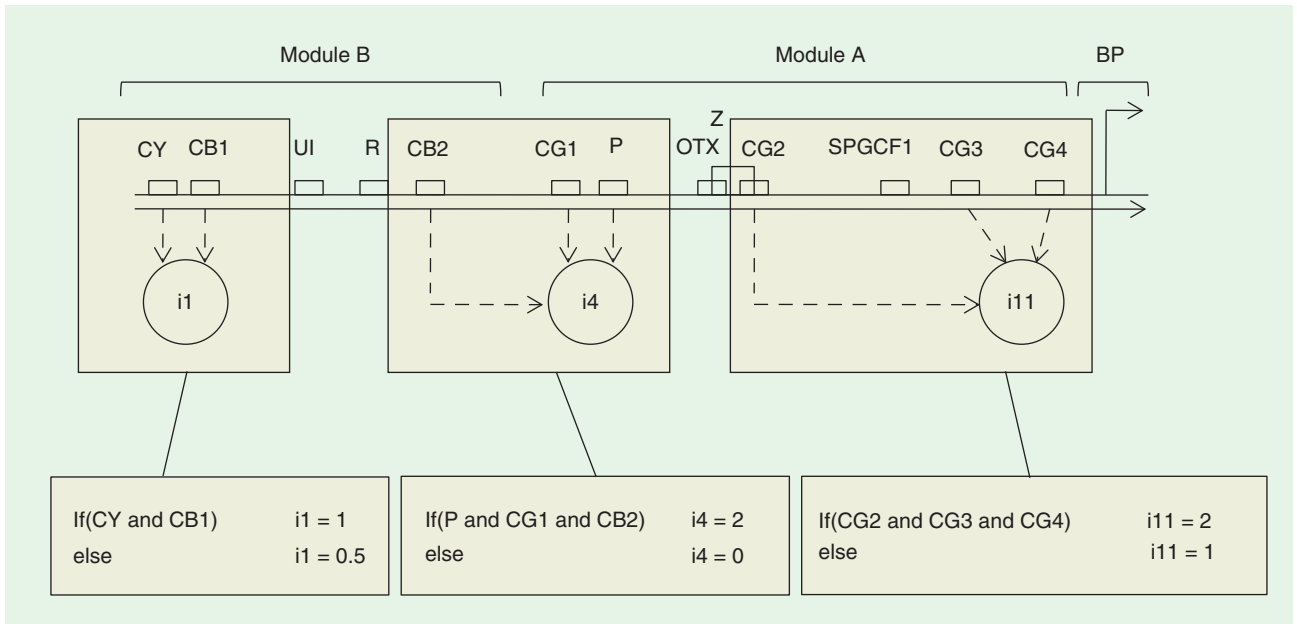 Module B Module A BP
Z
CY CB1 UI R CB2 CG1 P OTX CG2 SPGCF1 CG3 CG4
i1 i4 i11
If(CY and CB1) i1 = 1
else i1 = 0.5
If(P and CG1 and CB2) i4 = 2
else i4 = 0
If(CG2 and CG3 and CG4) i11 = 2
else i11 = 1